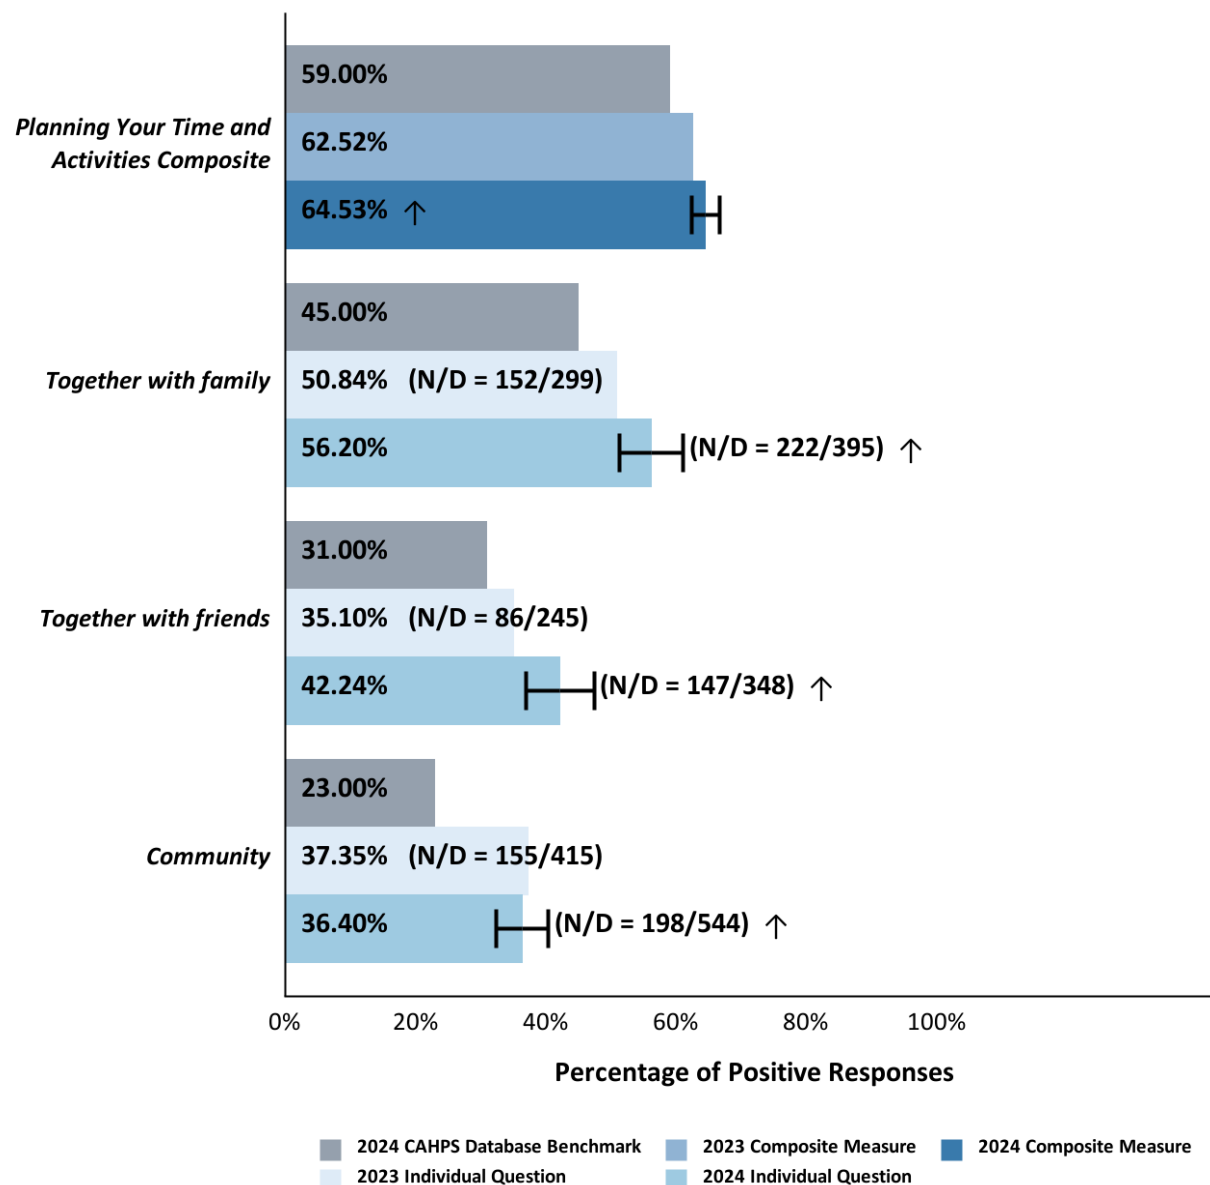 59.00%
Planning Your Time and
Activities Composite
62.52%
64.53% ↑
45.00%
Together with family
50.84% (N/D = 152/299)
56.20% (N/D = 222/395) ↑
31.00%
Together with friends
35.10% (N/D = 86/245)
42.24% (N/D = 147/348) ↑
23.00%
Community
37.35% (N/D = 155/415)
36.40% (N/D = 198/544) ↑
0% 20% 40% 60% 80% 100%
Percentage of Positive Responses
2024 CAHPS Database Benchmark 2023 Composite Measure 2024 Composite Measure
2023 Individual Question 2024 Individual Question